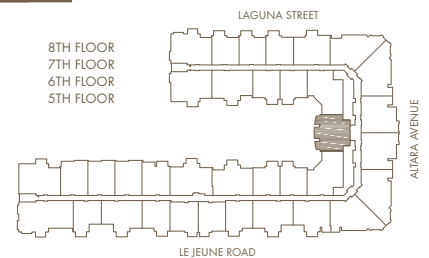 LAGUNA STREET
8TH FLOOR
7TH FLOOR
6TH FLOOR
5TH FLOOR
ALTARA AVENUE
LE JEUNE ROAD